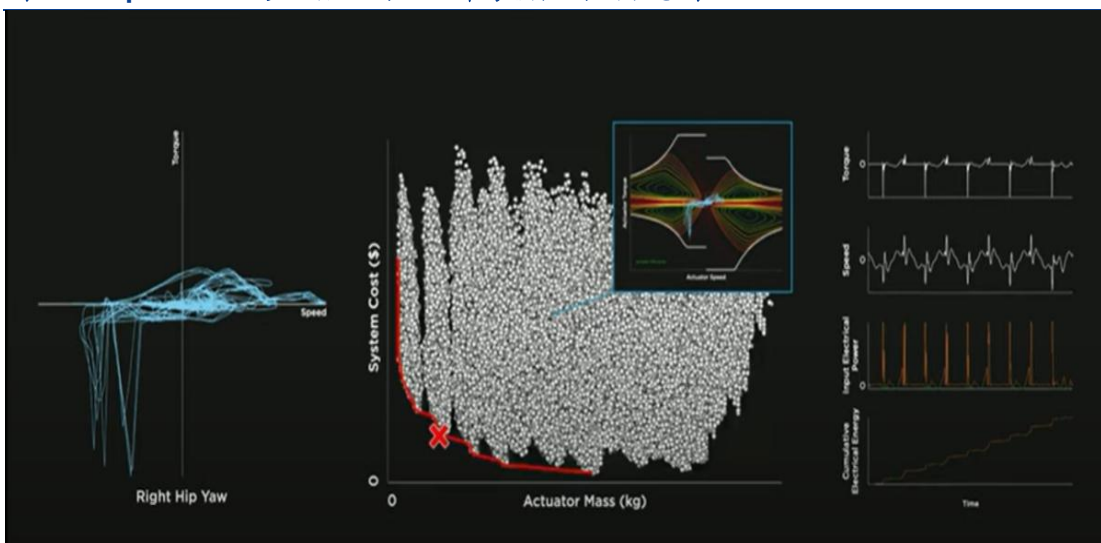 Torque
Speed
Right Hip Yaw
System Cost ($)
0
0
Actuator Mass (kg)
Actuator Torque
Actuator Speed
Torque
0
Speed
0
Input Electrical
Power
0
Cumulative
Electrical Energy
Time